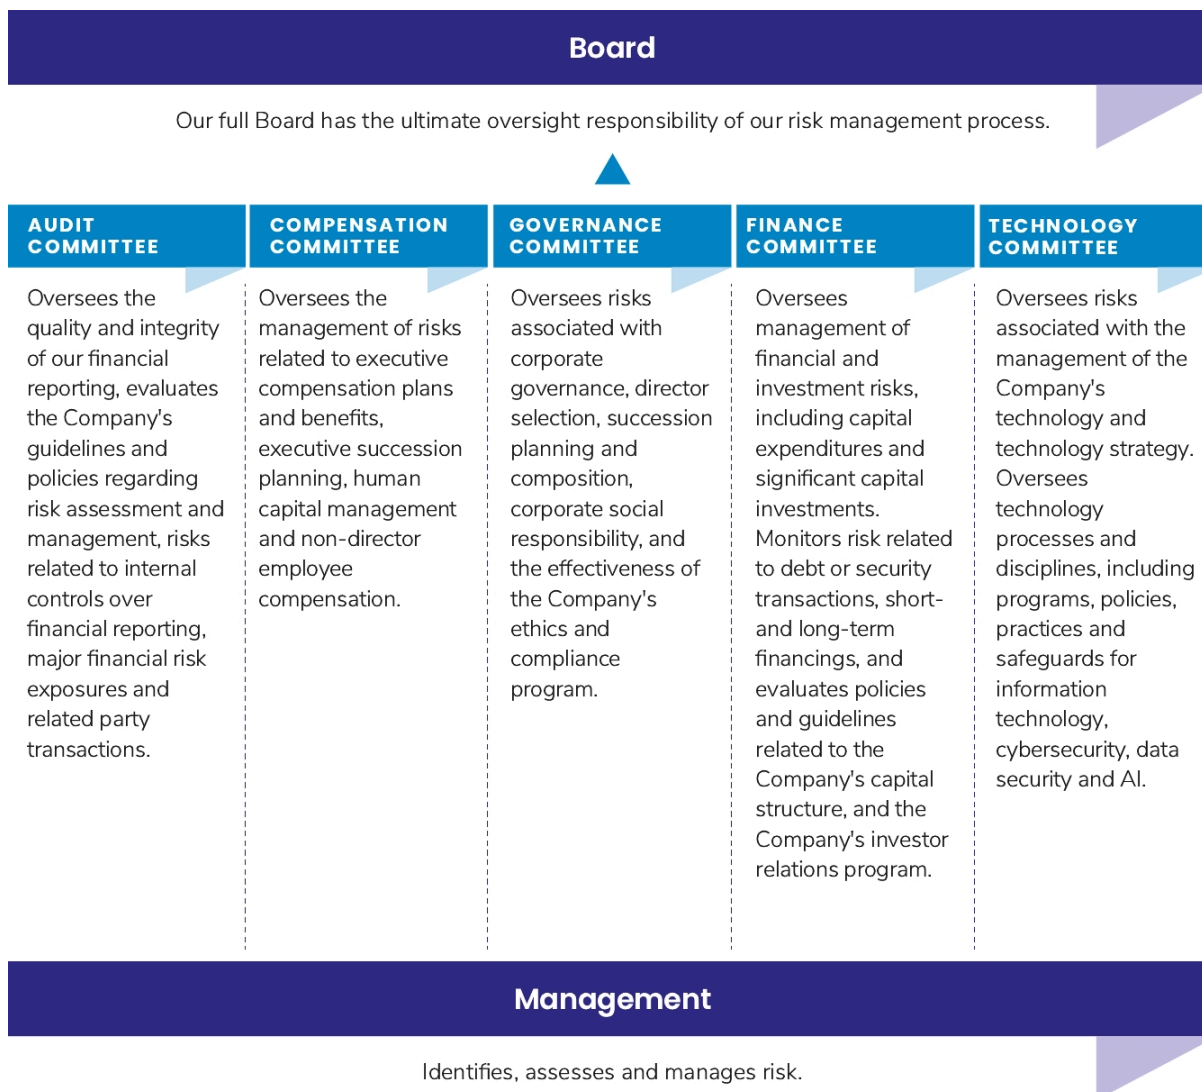 Board
Our full Board has the ultimate oversight responsibility of our risk management process.
AUDIT
COMMITTEE
Oversees the
quality and integrity
of our financial
reporting, evaluates
the Company's
guidelines and
policies regarding
risk assessment and
management, risks
related to internal
controls over
financial reporting,
major financial risk
exposures and
related party
transactions.
COMPENSATION
COMMITTEE
Oversees the
management of risks
related to executive
compensation plans
and benefits,
executive succession
planning, human
capital management
and non-director
employee
compensation.
GOVERNANCE
COMMITTEE
Oversees risks
associated with
corporate
governance, director
selection, succession
planning and
composition,
corporate social
responsibility, and
the effectiveness of
the Company's
ethics and
compliance
program.
FINANCE
COMMITTEE
Oversees
management of
financial and
investment risks,
including capital
expenditures and
significant capital
investments.
Monitors risk related
to debt or security
transactions, short-
and long-term
financings, and
evaluates policies
and guidelines
related to the
Company's capital
structure, and the
Company's investor
relations program.
TECHNOLOGY
COMMITTEE
Oversees risks
associated with the
management of the
Company's
technology and
technology strategy.
Oversees
technology
processes and
disciplines, including
programs, policies,
practices and
safeguards for
information
technology,
cybersecurity, data
security and AI.
Management
Identifies, assesses and manages risk.